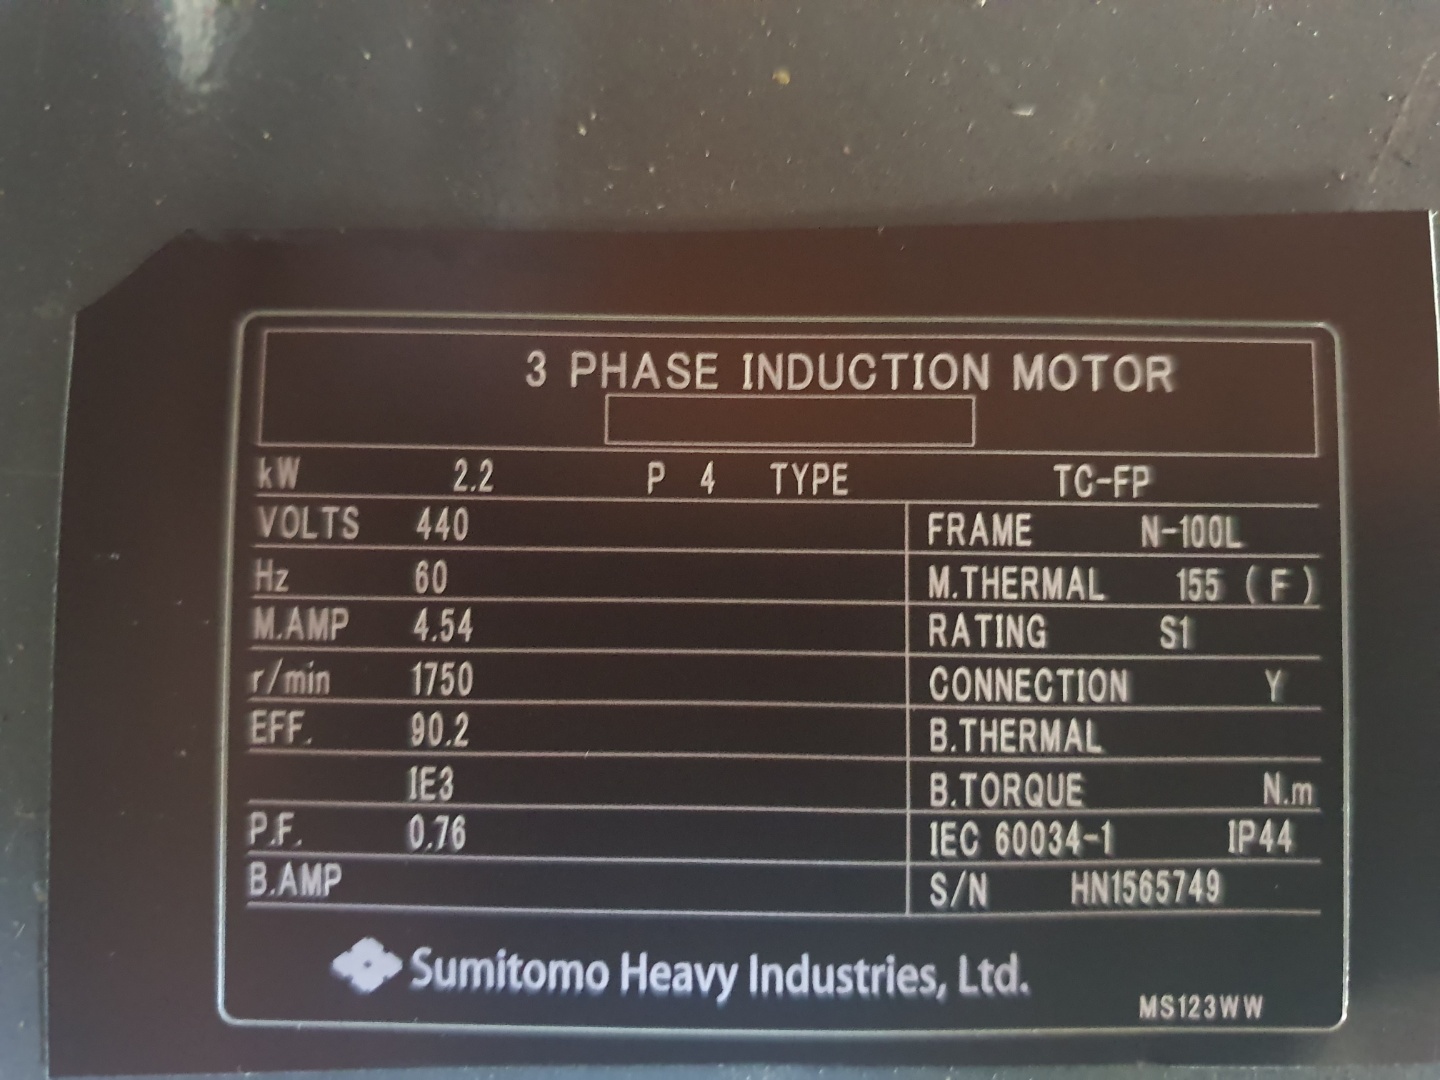 3 PHASE INDUCTION MOTOR
kW 2.2 P 4 TYPE TC-FP
VOLTS 440 FRAME N-100L
Hz 60 M.THERMAL 155 (F)
M.AMP 4.54 RATING S1
r/min 1750 CONNECTION Y
EFF. 90.2 B.THERMAL
IE3 B.TORQUE N.m
P.F. 0.76 IEC 60034-1 IP44
B.AMP S/N HN1565749
Sumitomo Heavy Industries, Ltd.
MS123WW